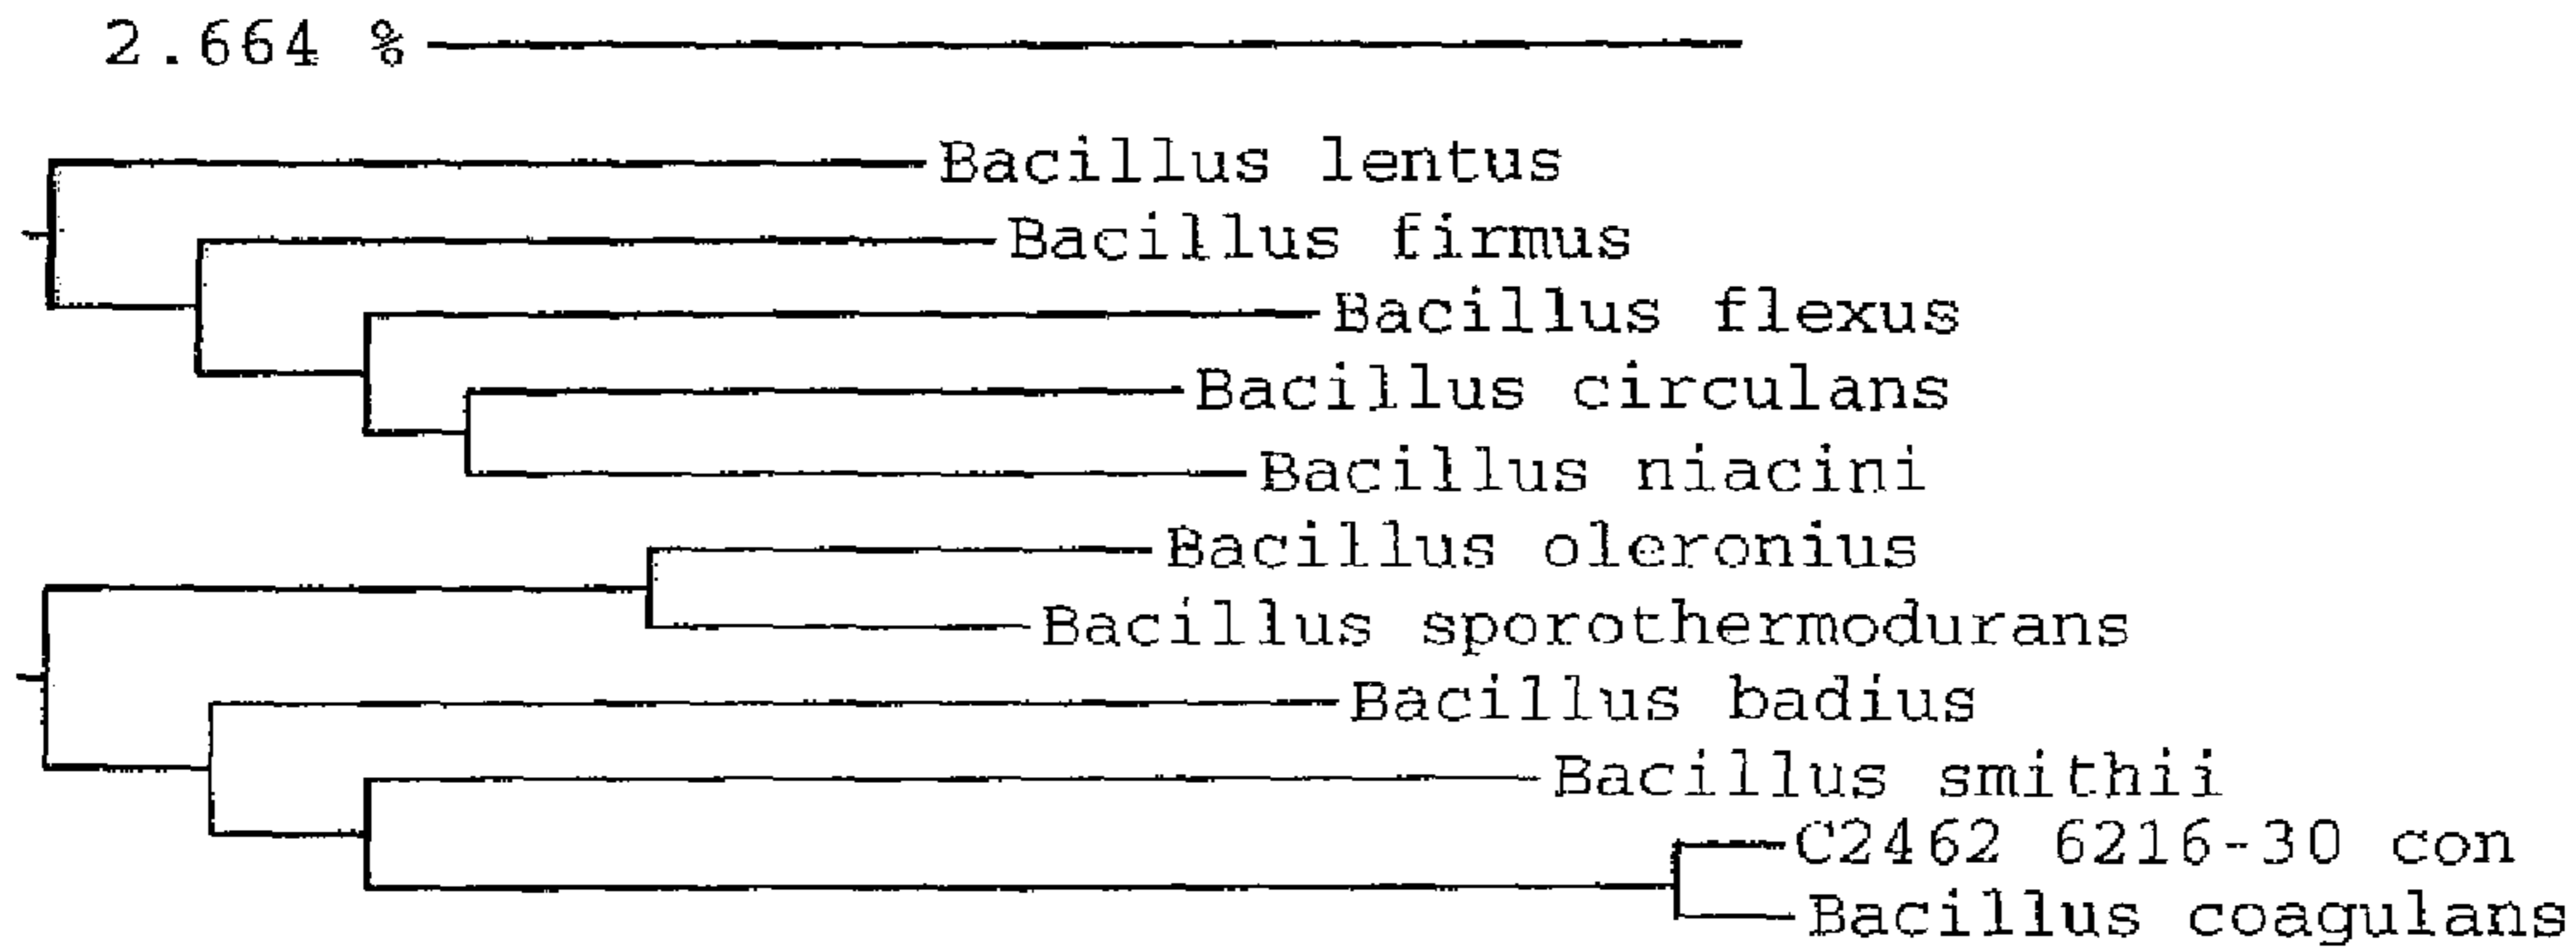 2.664 %
Bacillus lentus
Bacillus firmus
Bacillus flexus
Bacillus circulans
Bacillus niacini
Bacillus oleronius
Bacillus sporothermodurans
Bacillus badius
Bacillus smithii
C2462 6216-30 con
Bacillus coagulans